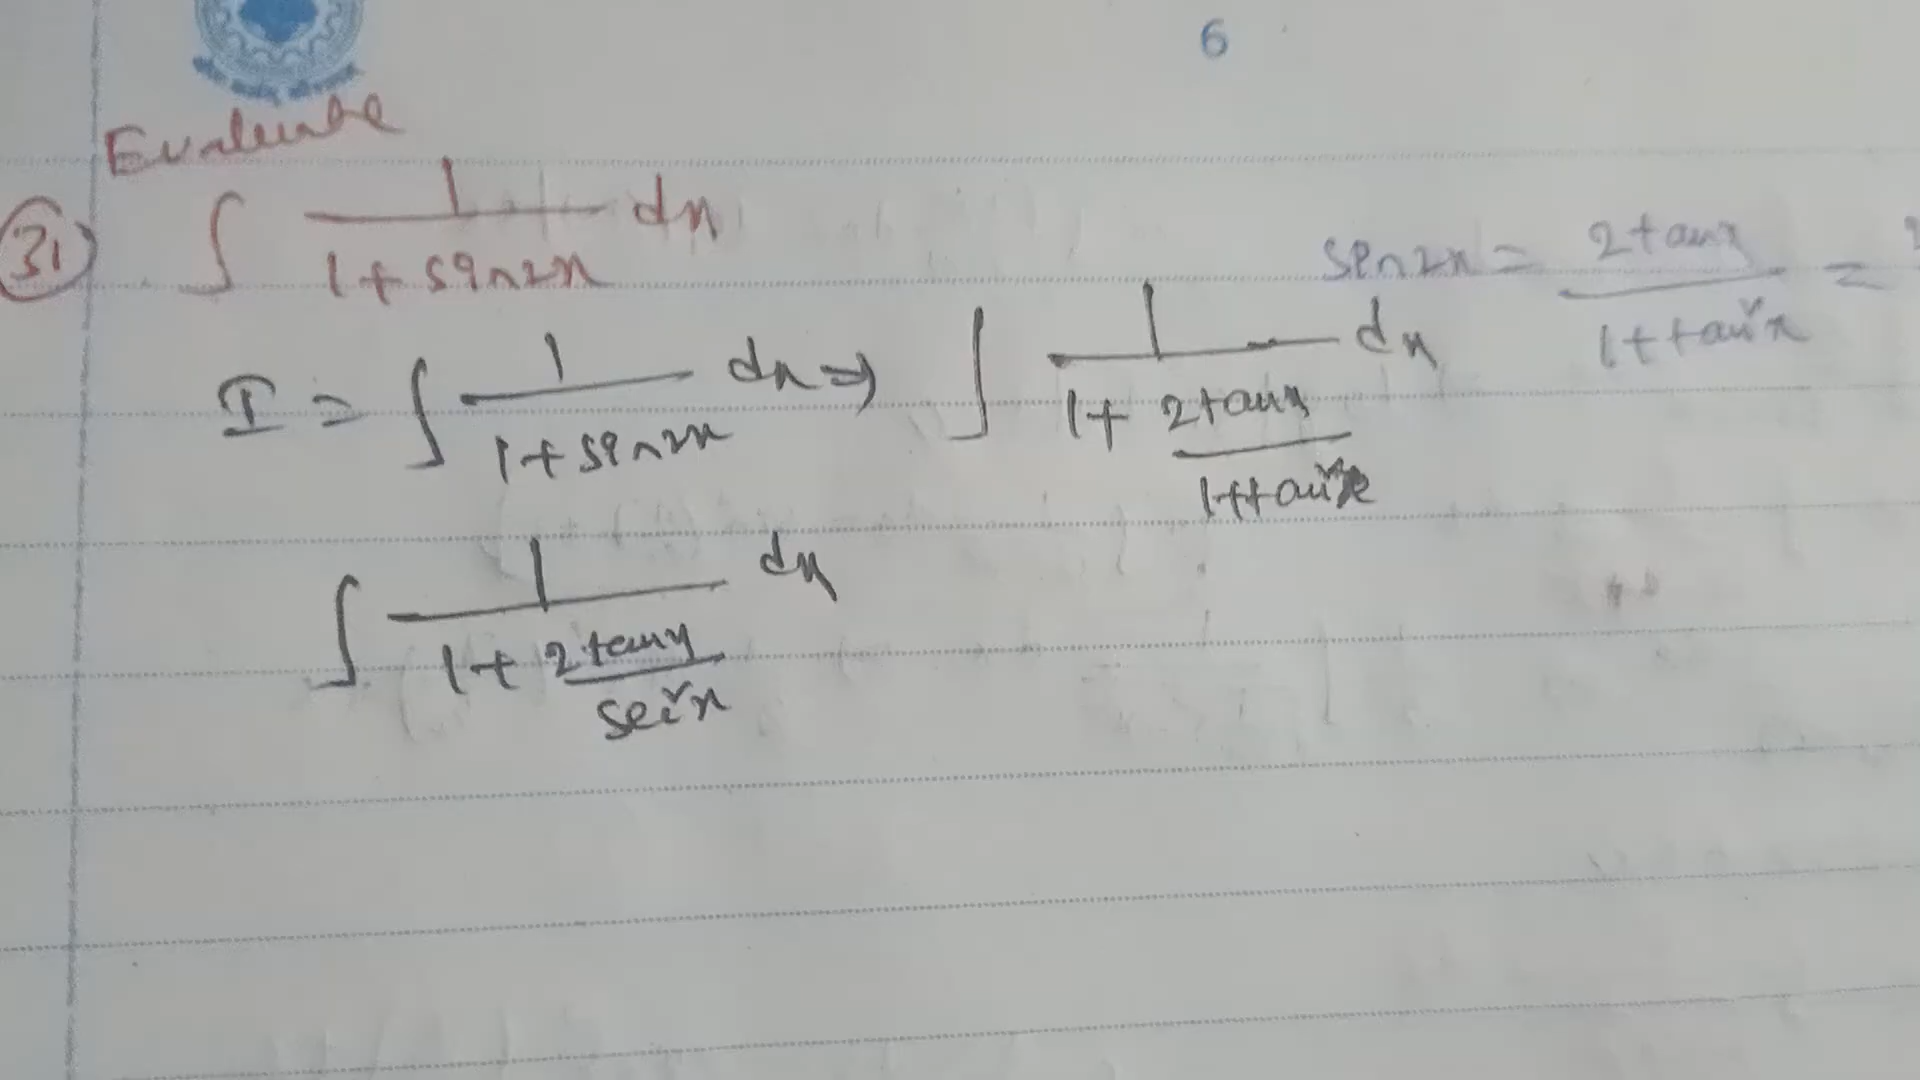 6
Evaluate
31 ∫ 1/(1+sin2x) dx
sin2x = 2tanx/(1+tan²x) =
I = ∫ 1/(1+sin2x) dx ⇒ ∫ 1/(1+2tanx/(1+tan²x)) dx
∫ 1/(1+2tanx/sec²x) dx